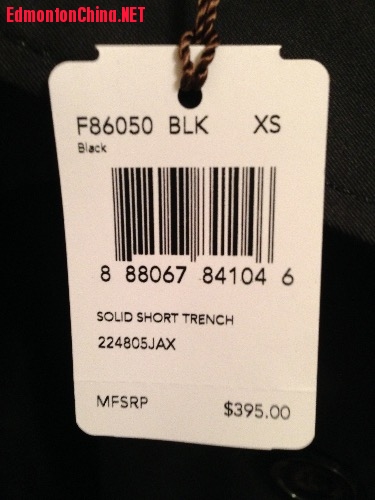 EdmontonChina.NET
F86050 BLK XS
Black
8 88067 84104 6
SOLID SHORT TRENCH
224805JAX
MFSRP $395.00